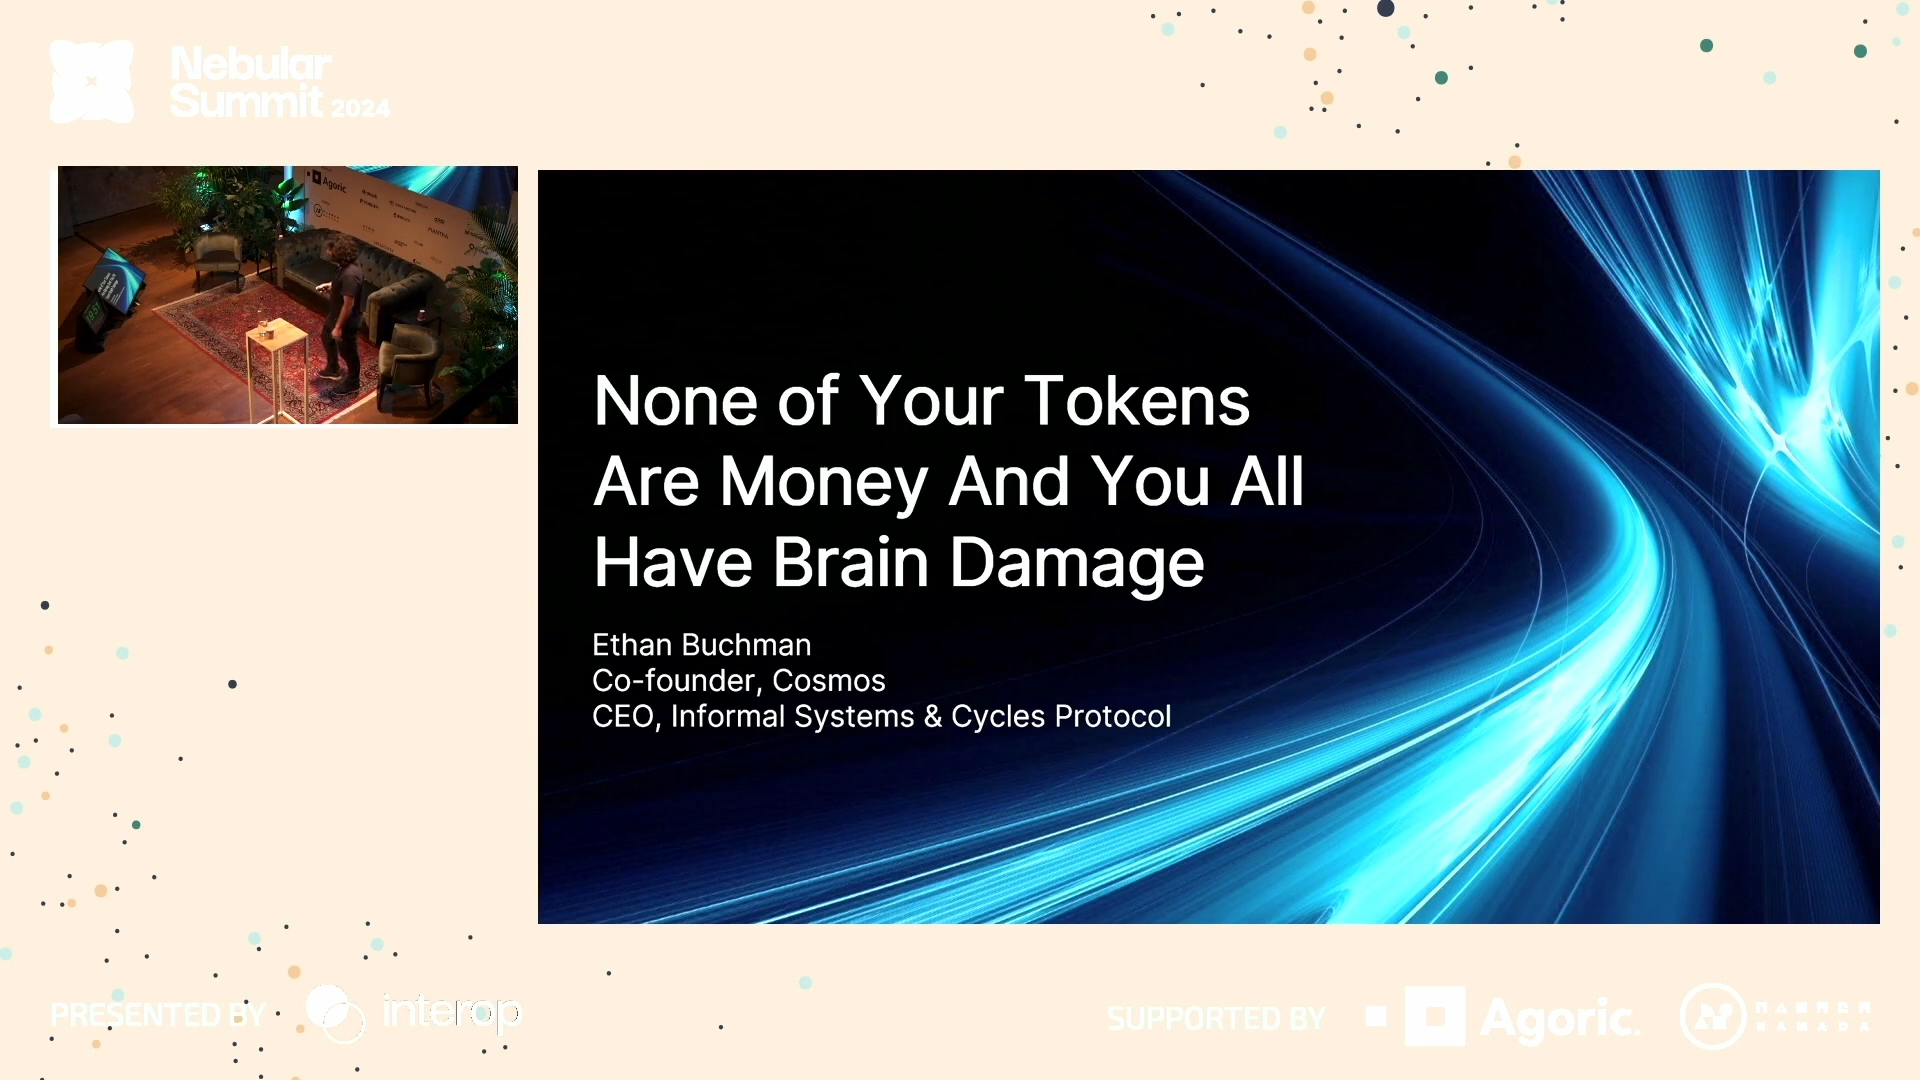 Nebular
Summit 2024
Agoric
None of Your Tokens
Are Money And You All
Have Brain Damage
Ethan Buchman
Co-founder, Cosmos
CEO, Informal Systems & Cycles Protocol
PRESENTED BY
interop
SUPPORTED BY
Agoric.